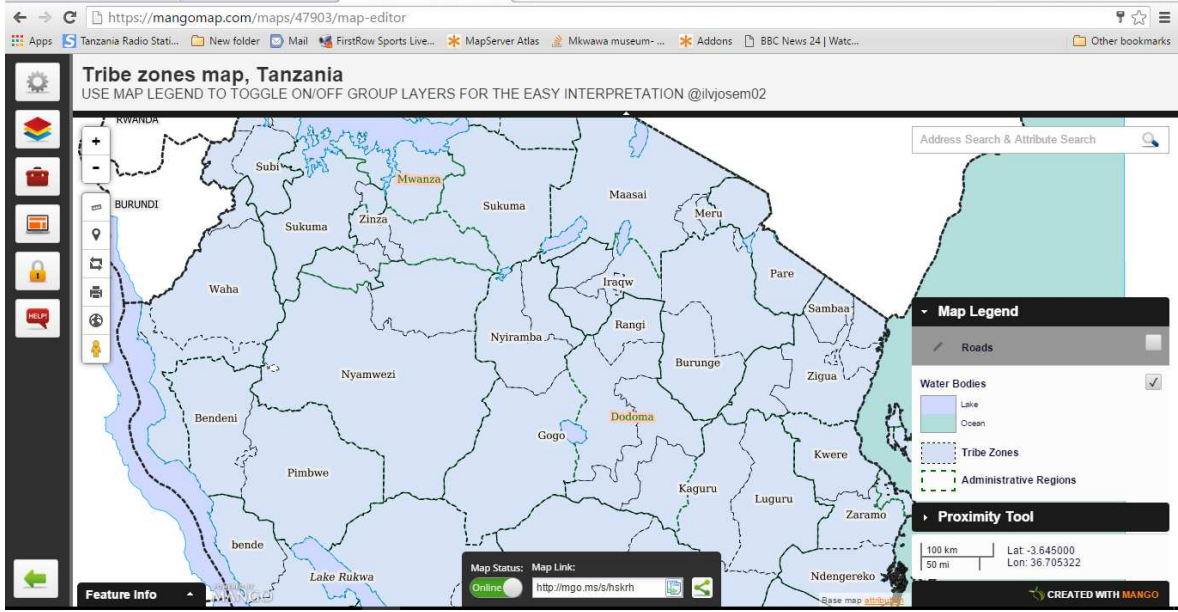 https://mangomap.com/maps/47903/map-editor
Apps Tanzania Radio Stati... New folder Mail FirstRow Sports Live... MapServer Atlas Mkwawa museum- ... Addons BBC News 24 | Watc... Other bookmarks
Tribe zones map, Tanzania
USE MAP LEGEND TO TOGGLE ON/OFF GROUP LAYERS FOR THE EASY INTERPRETATION @ilvjosem02
RWANDA
+
-
Address Search & Attribute Search
Subi
Mwanza
BURUNDI
Sukuma
Maasai
Zinza
Meru
Sukuma
Pare
Iraqw
Waha
Sambaa
Map Legend
Rangi
Nyiramba
Roads
Burunge
Nyamwezi
Zigua
Water Bodies
Lake
Bendeni
Dodoma
Ocean
Gogo
Kwere
Tribe Zones
Pimbwe
Administrative Regions
Kaguru
Luguru
Zaramo
Proximity Tool
bende
100 km
50 mi
Lat: -3.645000
Lon: 36.705322
Map Status: Map Link:
Lake Rukwa
Ndengereko
Online
http://mgo.ms/s/hskrh
HELP!
Feature Info
MANGO
Base map attribution
CREATED WITH MANGO